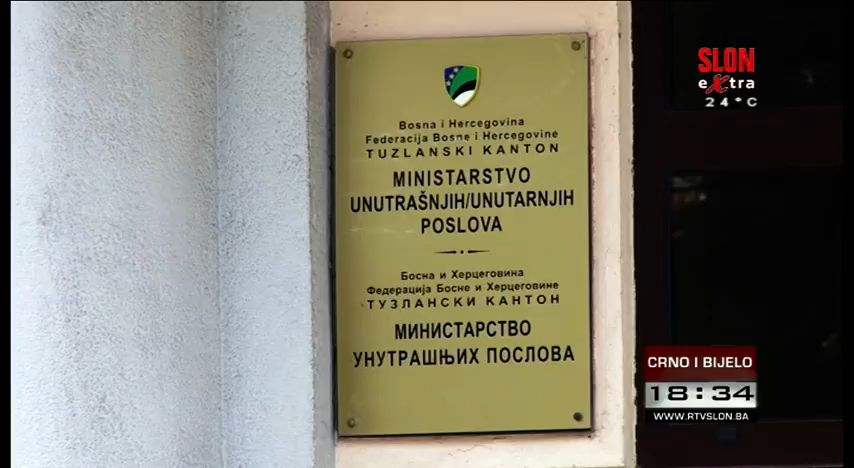 SLON
eXtra
24°C
Bosna i Hercegovina
Federacija Bosne i Hercegovine
TUZLANSKI KANTON
MINISTARSTVO
UNUTRAŠNJIH/UNUTARNJIH
POSLOVA
Босна и Херцеговина
Федерација Босне и Херцеговине
ТУЗЛАНСКИ КАНТОН
МИНИСТАРСТВО
УНУТРАШЊИХ ПОСЛОВА
CRNO I BIJELO
18:34
WWW.RTVSLON.BA